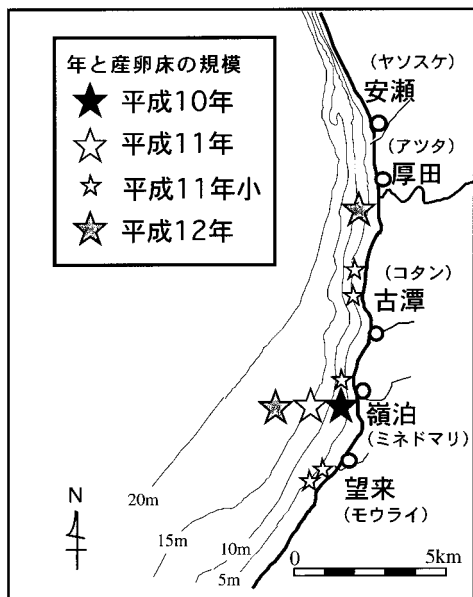 年と産卵床の規模
平成10年
平成11年
平成11年小
平成12年
(ヤソスケ)
安瀬
(アツタ)
厚田
(コタン)
古潭
嶺泊
(ミネドマリ)
望来
(モウライ)
20m
15m
10m
5m
N
0
5km